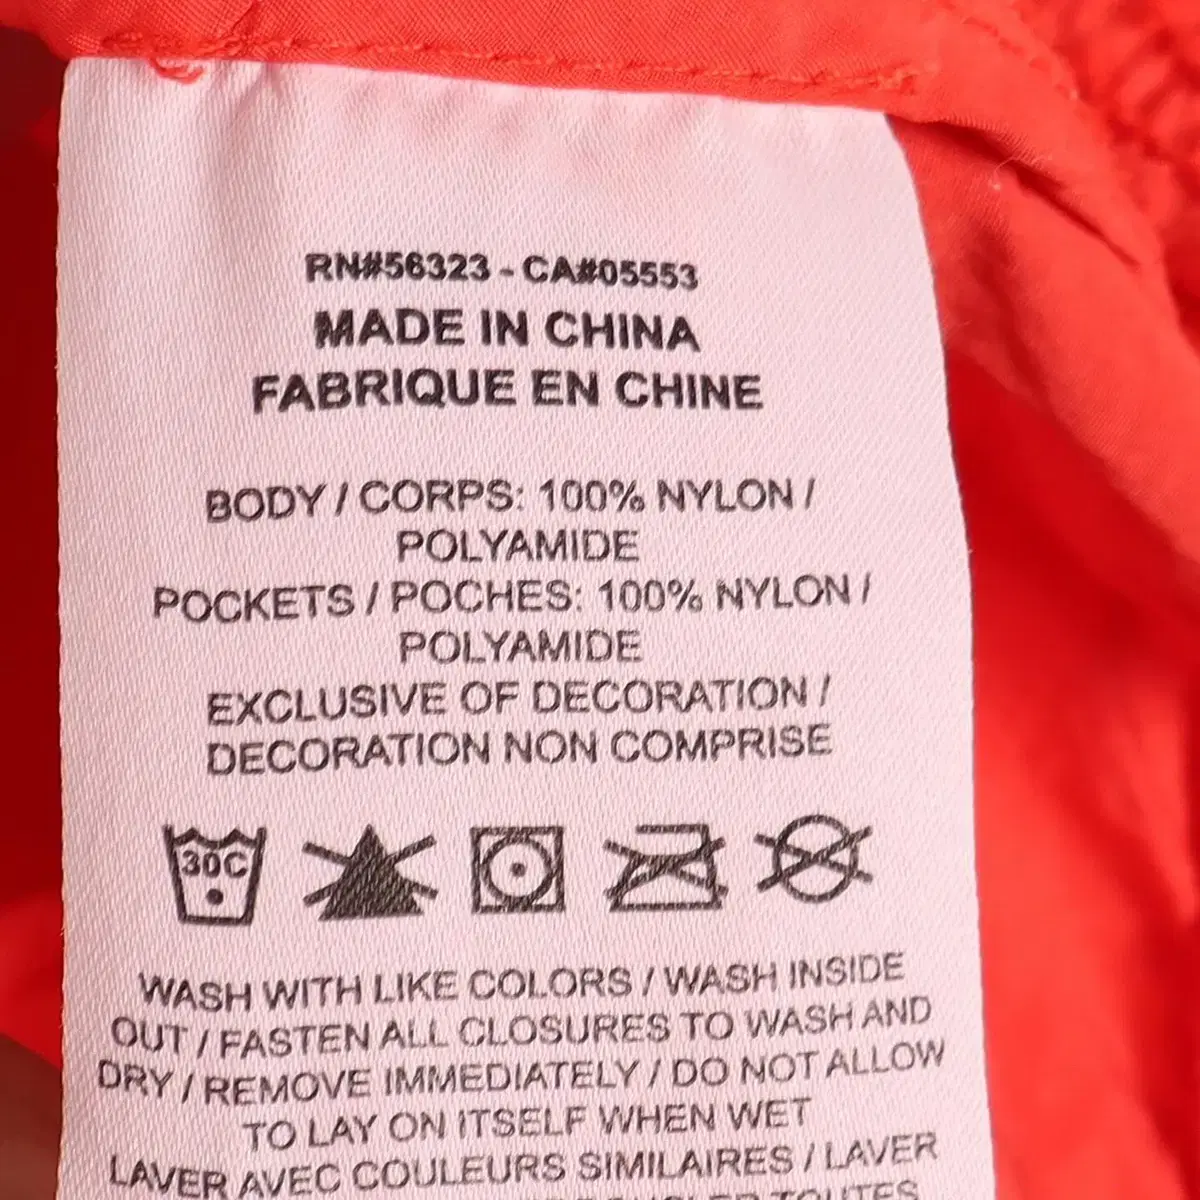 RN#56323 - CA#05553
MADE IN CHINA
FABRIQUE EN CHINE
BODY / CORPS: 100% NYLON /
POLYAMIDE
POCKETS / POCHES: 100% NYLON /
POLYAMIDE
EXCLUSIVE OF DECORATION /
DECORATION NON COMPRISE
30C
WASH WITH LIKE COLORS / WASH INSIDE
OUT / FASTEN ALL CLOSURES TO WASH AND
DRY / REMOVE IMMEDIATELY / DO NOT ALLOW
TO LAY ON ITSELF WHEN WET
LAVER AVEC COULEURS SIMILAIRES / LAVER
TOUTES